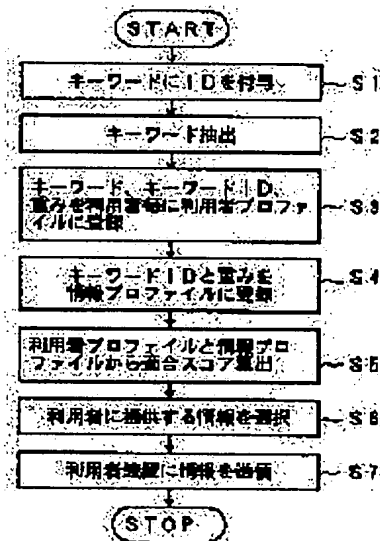 START
キーワードにIDを付与
S1
キーワード抽出
S2
キーワード、キーワードID、
重みを利用者毎に利用者プロファ
イルに登録
S3
キーワードIDと重みを
情報プロファイルに登録
S4
利用者プロファイルと情報プロ
ファイルから適合スコア算出
S5
利用者に提供する情報を選択
S6
利用者装置に情報を送信
S7
STOP